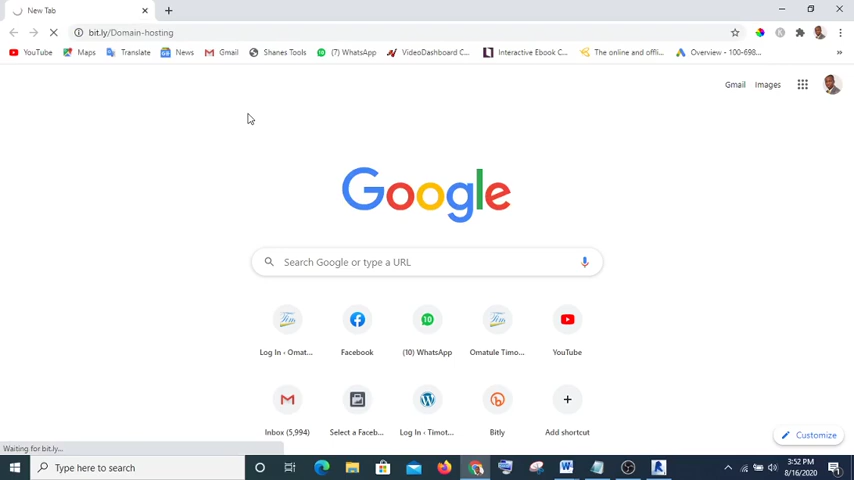 New Tab
bit.ly/Domain-hosting
YouTube Maps Translate News Gmail Shanes Tools (7) WhatsApp VideoDashboard C... Interactive Ebook C... The online and offli... Overview - 100-698...
Gmail Images
Google
Search Google or type a URL
Log In ‹ Omat... Facebook (10) WhatsApp Omatule Timo... YouTube
Inbox (5,994) Select a Faceb... Log In ‹ Timot... Bitly Add shortcut
Customize
Waiting for bit.ly...
Type here to search
3:52 PM
8/16/2020